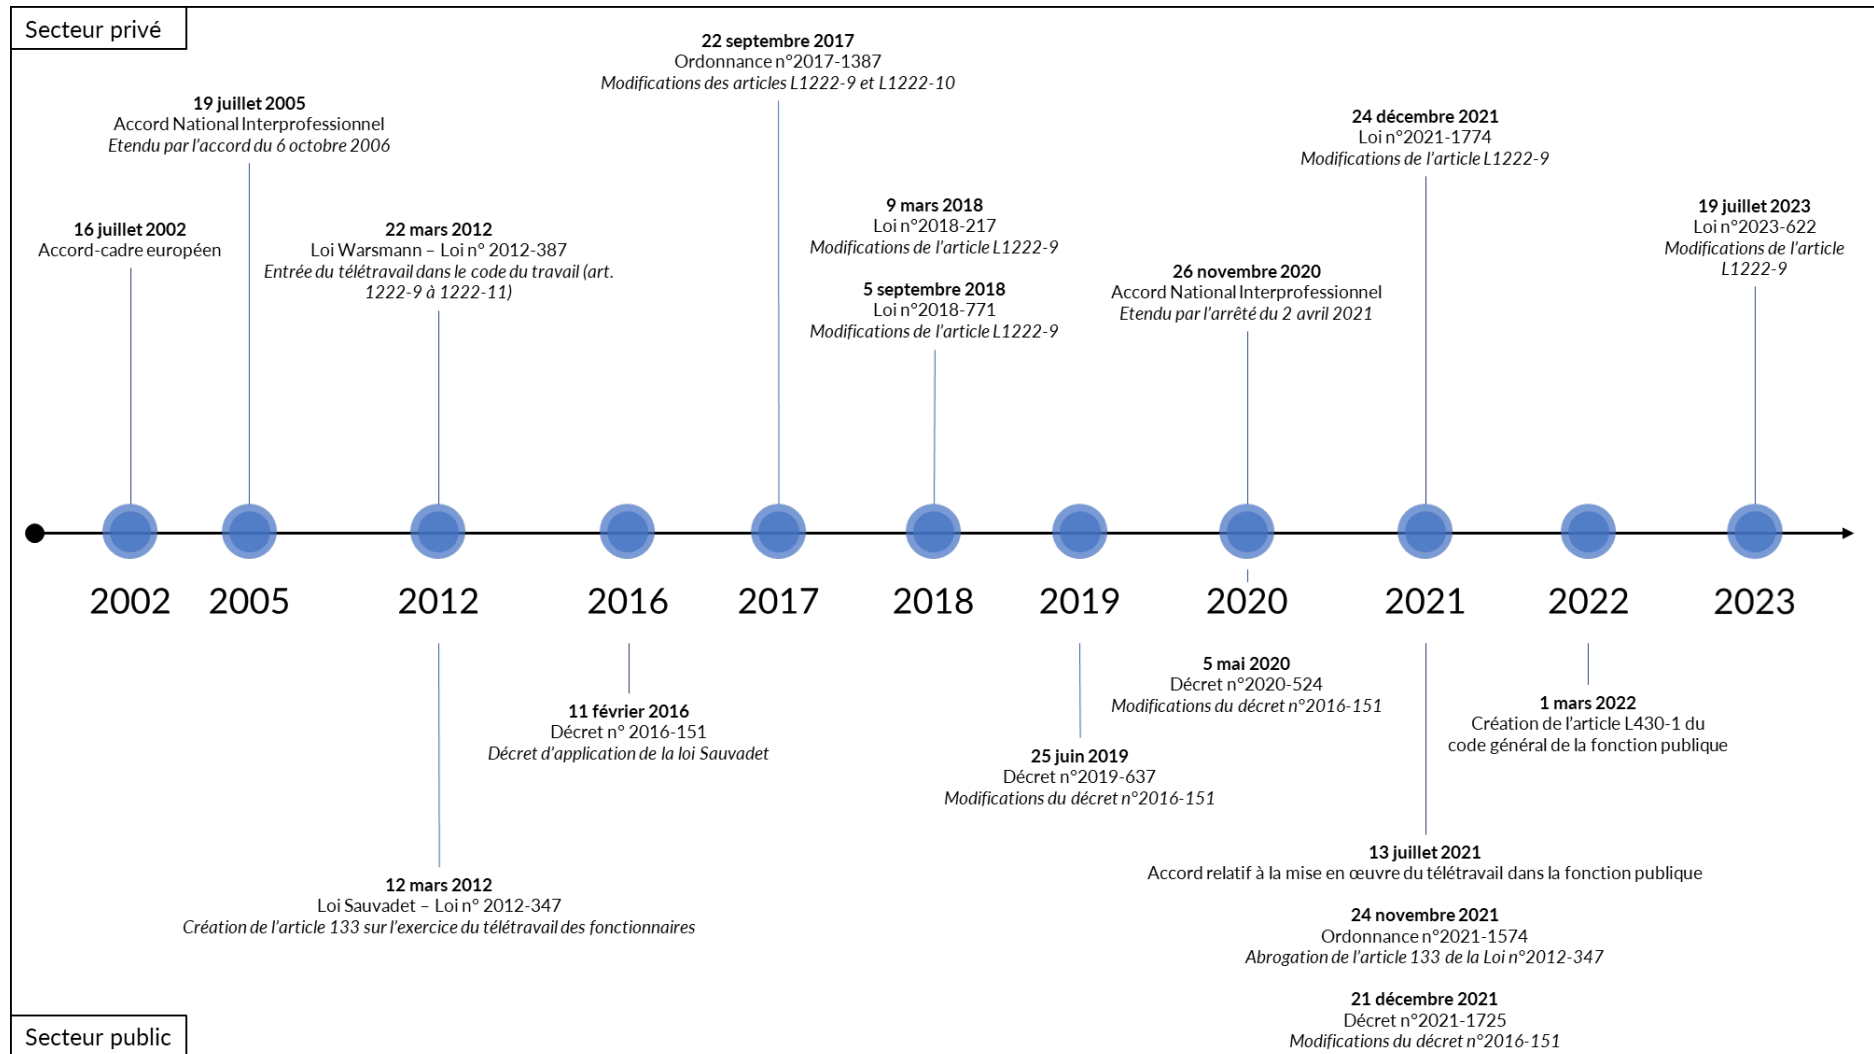 Secteur privé
16 juillet 2002
Accord-cadre européen
19 juillet 2005
Accord National Interprofessionnel
Etendu par l'accord du 6 octobre 2006
22 mars 2012
Loi Warsmann – Loi n° 2012-387
Entrée du télétravail dans le code du travail (art.
1222-9 à 1222-11)
22 septembre 2017
Ordonnance n°2017-1387
Modifications des articles L1222-9 et L1222-10
9 mars 2018
Loi n°2018-217
Modifications de l'article L1222-9
5 septembre 2018
Loi n°2018-771
Modifications de l'article L1222-9
26 novembre 2020
Accord National Interprofessionnel
Etendu par l'arrêté du 2 avril 2021
24 décembre 2021
Loi n°2021-1774
Modifications de l'article L1222-9
19 juillet 2023
Loi n°2023-622
Modifications de l'article
L1222-9
2002 2005 2012 2016 2017 2018 2019 2020 2021 2022 2023
12 mars 2012
Loi Sauvadet – Loi n° 2012-347
Création de l'article 133 sur l'exercice du télétravail des fonctionnaires
11 février 2016
Décret n° 2016-151
Décret d'application de la loi Sauvadet
25 juin 2019
Décret n°2019-637
Modifications du décret n°2016-151
5 mai 2020
Décret n°2020-524
Modifications du décret n°2016-151
13 juillet 2021
Accord relatif à la mise en œuvre du télétravail dans la fonction publique
24 novembre 2021
Ordonnance n°2021-1574
Abrogation de l'article 133 de la Loi n°2012-347
21 décembre 2021
Décret n°2021-1725
Modifications du décret n°2016-151
1 mars 2022
Création de l'article L430-1 du
code général de la fonction publique
Secteur public